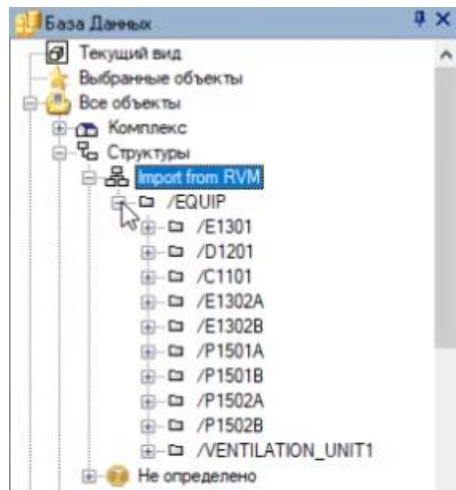 База Данных
Текущий вид
Выбранные объекты
Все объекты
Комплекс
Структуры
Import from RVM
/EQUIP
/E1301
/D1201
/C1101
/E1302A
/E1302B
/P1501A
/P1501B
/P1502A
/P1502B
/VENTILATION_UNIT1
Не определено